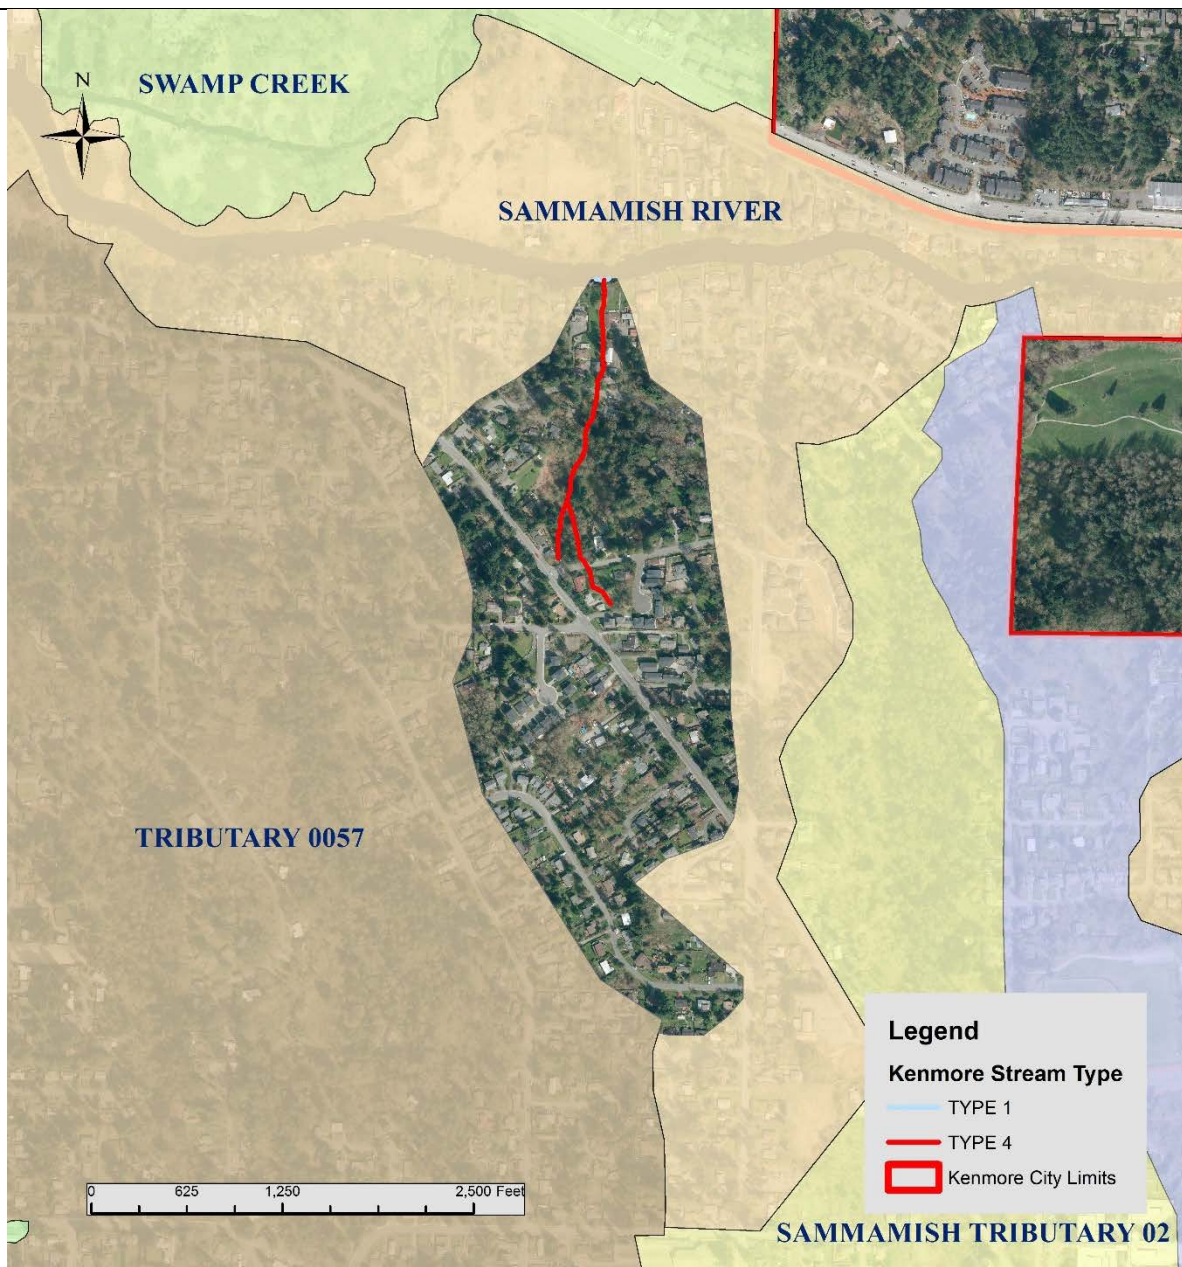 SWAMP CREEK
N
SAMMAMISH RIVER
TRIBUTARY 0057
Legend
Kenmore Stream Type
TYPE 1
TYPE 4
Kenmore City Limits
0 625 1,250 2,500 Feet
SAMMAMISH TRIBUTARY 02